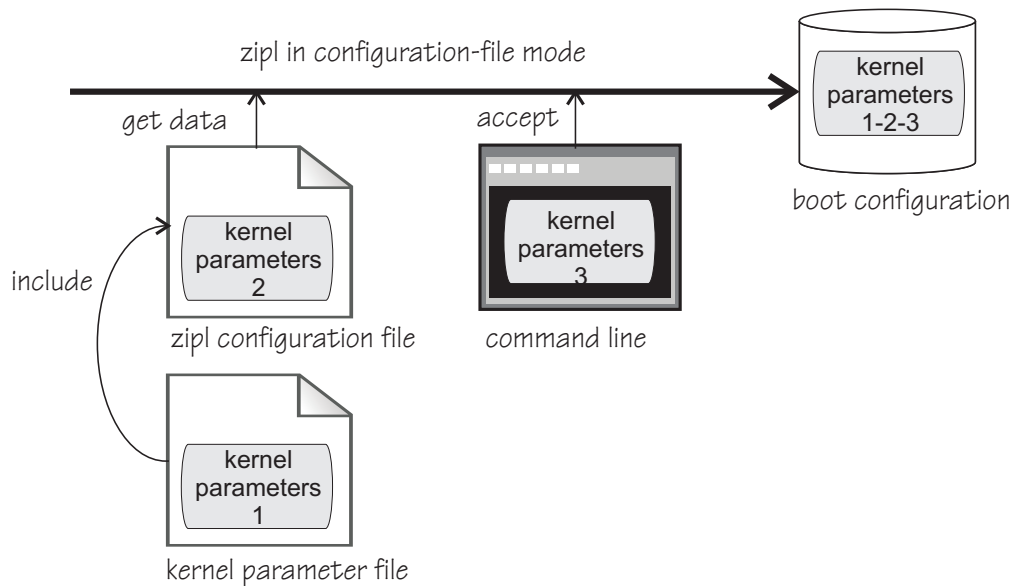 zipl in configuration-file mode
kernel
parameters
1-2-3
boot configuration
get data
accept
kernel
parameters
2
zipl configuration file
kernel
parameters
3
command line
include
kernel
parameters
1
kernel parameter file